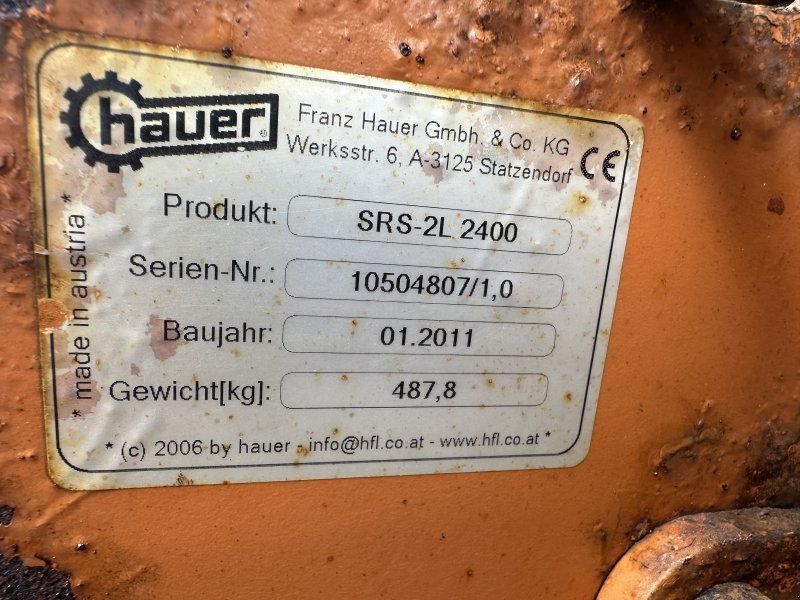 hauer®
Franz Hauer Gmbh. & Co. KG
Werksstr. 6, A-3125 Statzendorf
CE
Produkt: SRS-2L 2400
Serien-Nr.: 10504807/1,0
Baujahr: 01.2011
Gewicht[kg]: 487,8
* (c) 2006 by hauer - info@hfl.co.at - www.hfl.co.at *
* made in austria *